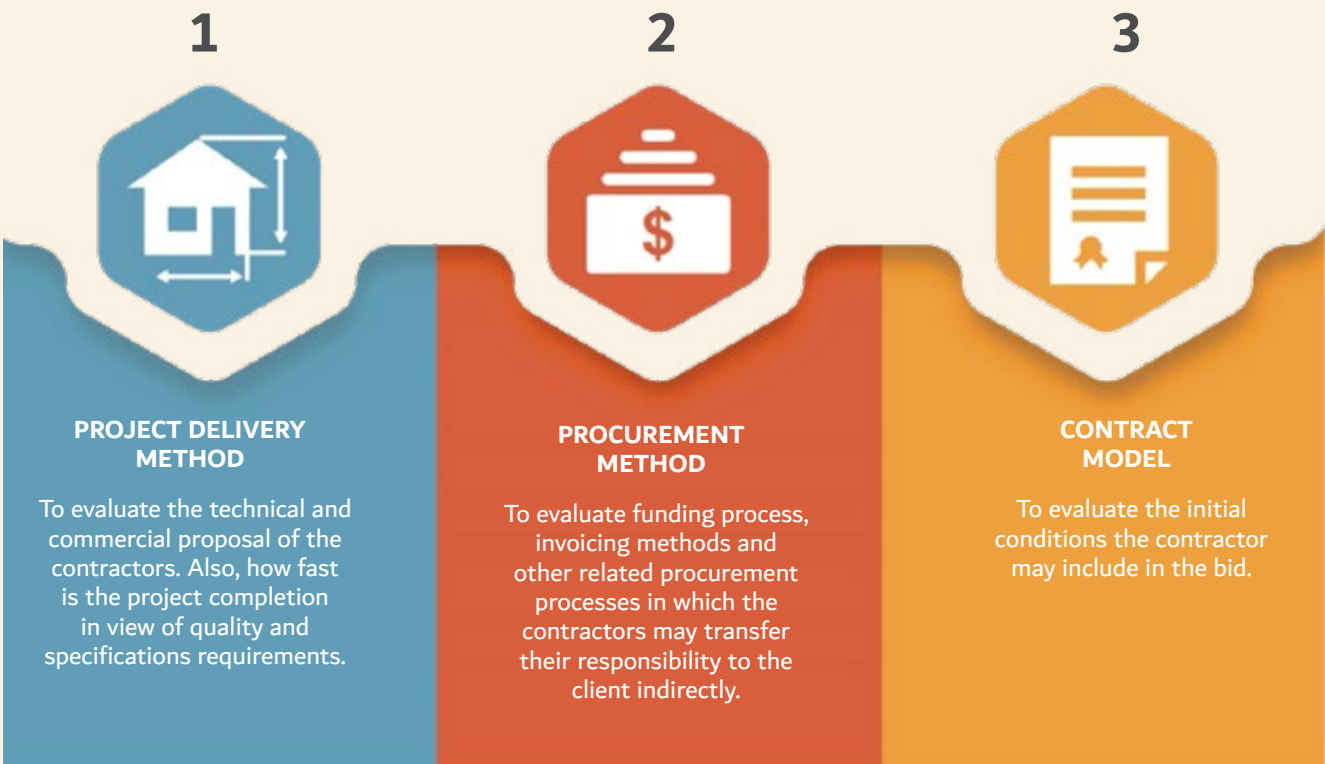 1
2
3
$
PROJECT DELIVERY
METHOD
To evaluate the technical and
commercial proposal of the
contractors. Also, how fast
is the project completion
in view of quality and
specifications requirements.
PROCUREMENT
METHOD
To evaluate funding process,
invoicing methods and
other related procurement
processes in which the
contractors may transfer
their responsibility to the
client indirectly.
CONTRACT
MODEL
To evaluate the initial
conditions the contractor
may include in the bid.